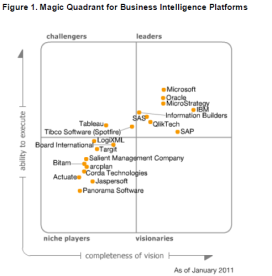 Figure 1. Magic Quadrant for Business Intelligence Platforms
challengers
leaders
Microsoft
Oracle
MicroStrategy
IBM
Information Builders
SAS
QlikTech
Tableau
Tibco Software (Spotfire)
SAP
LogiXML
Board International
Targit
Salient Management Company
Bitam
arcplan
Corda Technologies
Actuate
Jaspersoft
Panorama Software
niche players
visionaries
ability to execute
completeness of vision
As of January 2011